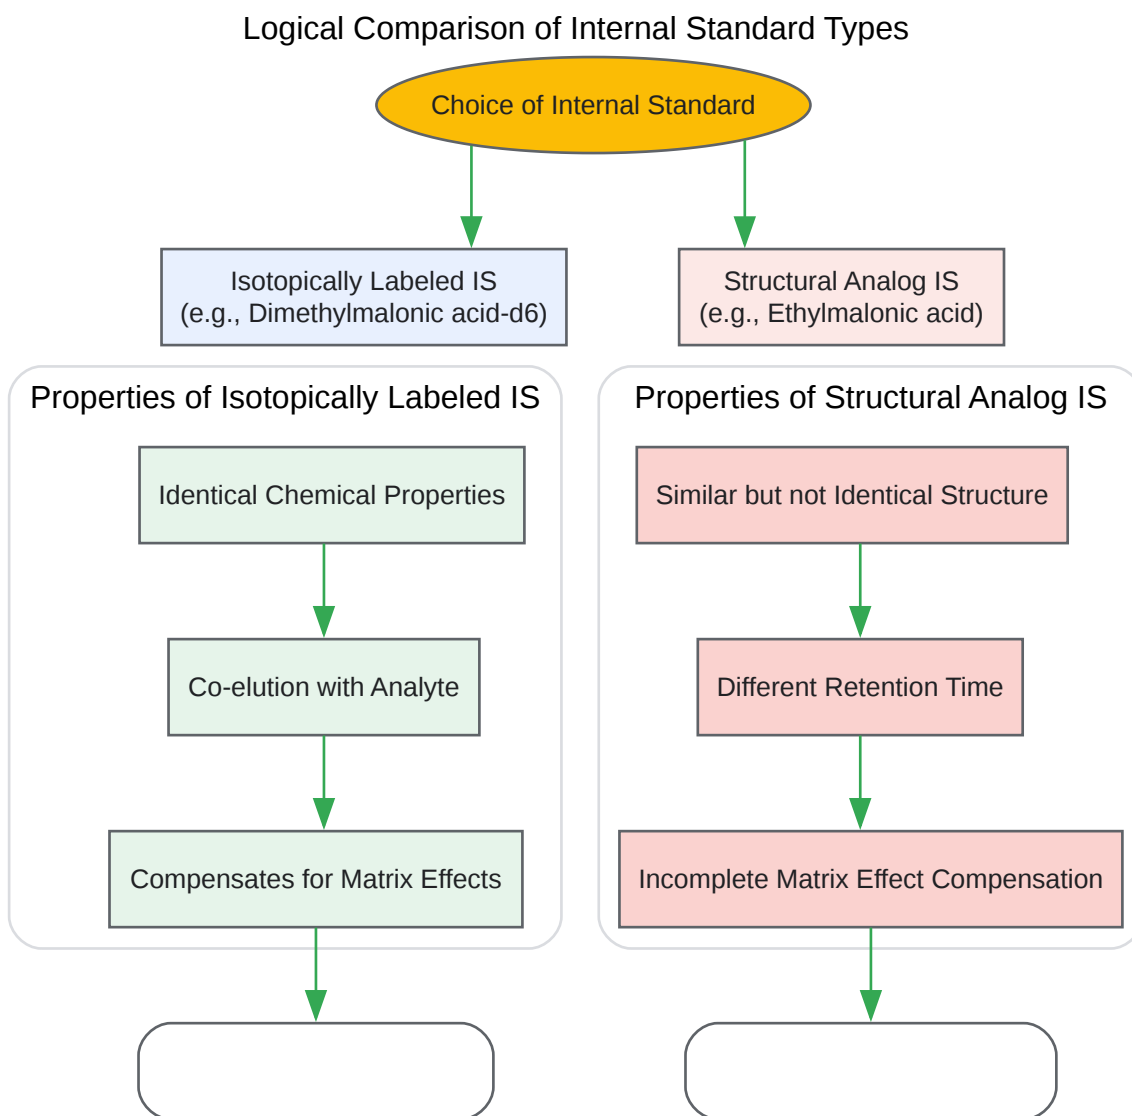 Logical Comparison of Internal Standard Types
Choice of Internal Standard
Isotopically Labeled IS
(e.g., Dimethylmalonic acid-d6)
Structural Analog IS
(e.g., Ethylmalonic acid)
Properties of Isotopically Labeled IS
Identical Chemical Properties
Co-elution with Analyte
Compensates for Matrix Effects
Properties of Structural Analog IS
Similar but not Identical Structure
Different Retention Time
Incomplete Matrix Effect Compensation